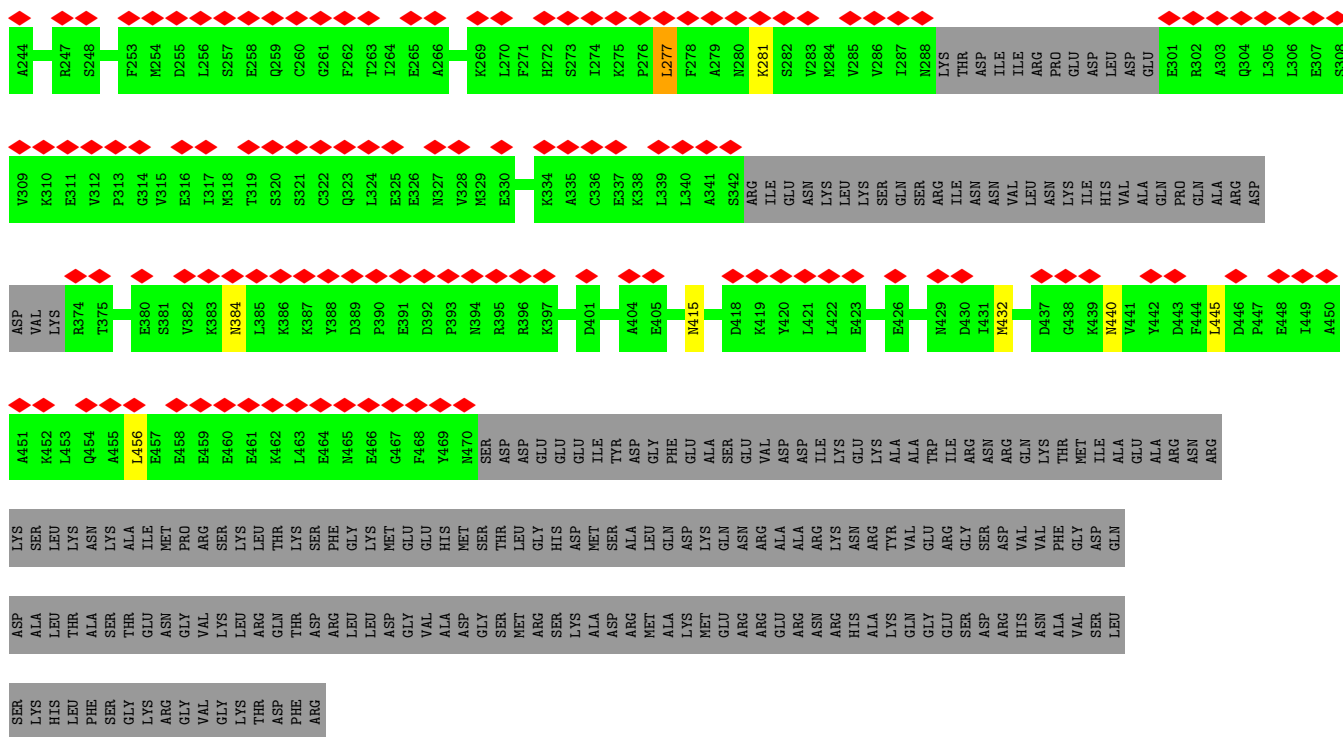 A244 R247 S248 F253 M254 D255 L256 S257 E258 Q259 C260 G261 F262 T263 I264 E265 A266 K269 L270 F271 H272 S273 I274 K275 P276 L277 F278 A279 N280 K281 S282 V283 M284 V285 V286 I287 N288 LYS THR ASP ILE ILE ARG PRO GLU ASP LEU ASP GLU E301 R302 A303 Q304 L305 L306 E307 S308
V309 K310 E311 V312 P313 G314 V315 E316 I317 M318 T319 S320 S321 C322 Q323 L324 E325 E326 N327 V328 M329 E330 K334 A335 C336 E337 K338 L339 L340 A341 S342 ARG ILE GLU ASN LYS LEU LYS SER GLN SER ARG ILE ASN ASN VAL LEU ASN LYS ILE HIS VAL ALA GLN PRO GLN ALA ARG ASP
ASP VAL LYS R374 T375 E380 S381 V382 K383 N384 L385 K386 K387 Y388 D389 P390 E391 D392 P393 N394 R395 R396 K397 D401 A404 E405 N415 D418 K419 Y420 L421 L422 E423 E426 N429 D430 I431 M432 D437 G438 K439 N440 V441 Y442 D443 F444 L445 D446 P447 E448 I449 A450
A451 K452 L453 Q454 A455 L456 E457 E458 E459 E460 E461 K462 L463 E464 N465 E466 G467 F468 Y469 N470 SER ASP ASP GLU GLU GLU ILE TYR ASP GLY PHE GLU ALA SER GLU VAL ASP ASP ILE LYS GLU LYS ALA ALA TRP ILE ARG ASN ARG GLN LYS THR MET ILE ALA GLU ALA ARG ASN ARG
LYS SER LEU LYS ASN LYS ALA ILE MET PRO ARG SER LYS LEU THR LYS SER PHE GLY LYS MET GLU GLU HIS MET SER THR LEU GLY HIS ASP MET SER ALA LEU GLN ASP LYS GLN ASN ARG ALA ALA ARG LYS ASN ARG TYR VAL GLU ARG GLY SER ASP VAL VAL PHE GLY ASP GLN
ASP ALA LEU THR ALA SER THR GLU ASN GLY VAL LYS LEU ARG GLN THR ASP ARG LEU LEU ASP GLY VAL ALA ASP GLY SER MET ARG SER LYS ALA ASP ARG MET ALA LYS MET GLU ARG ARG GLU ARG ASN ARG HIS ALA LYS GLN GLY GLU SER ASP ARG HIS ASN ALA VAL SER LEU
SER LYS HIS LEU PHE SER GLY LYS ARG GLY VAL GLY LYS THR ASP PHE ARG